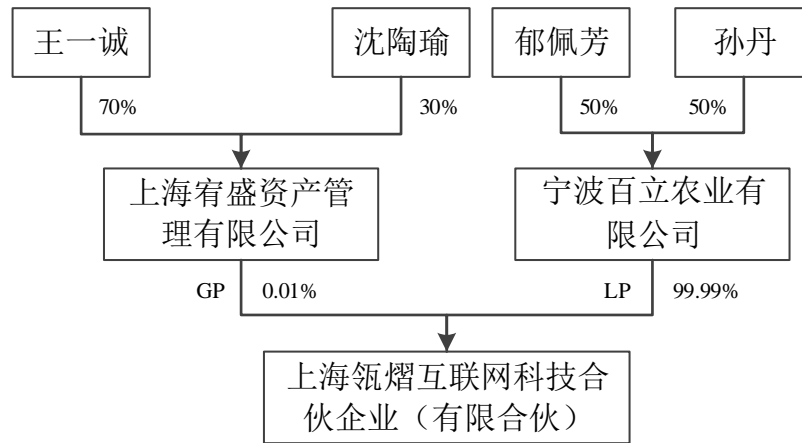 王一诚
沈陶瑜
郁佩芳
孙丹
70%
30%
50%
50%
上海宥盛资产管
理有限公司
宁波百立农业有
限公司
GP
0.01%
LP
99.99%
上海瓴熠互联网科技合
伙企业（有限合伙）